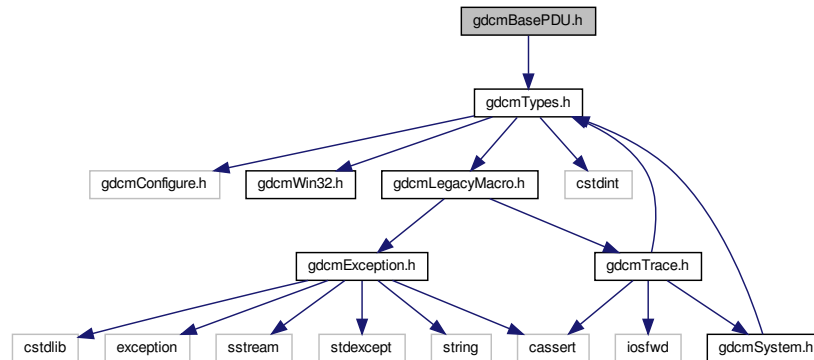 gdcmBasePDU.h
gdcmTypes.h
gdcmConfigure.h
gdcmWin32.h
gdcmLegacyMacro.h
cstdint
gdcmException.h
gdcmTrace.h
cstdlib
exception
sstream
stdexcept
string
cassert
iosfwd
gdcmSystem.h